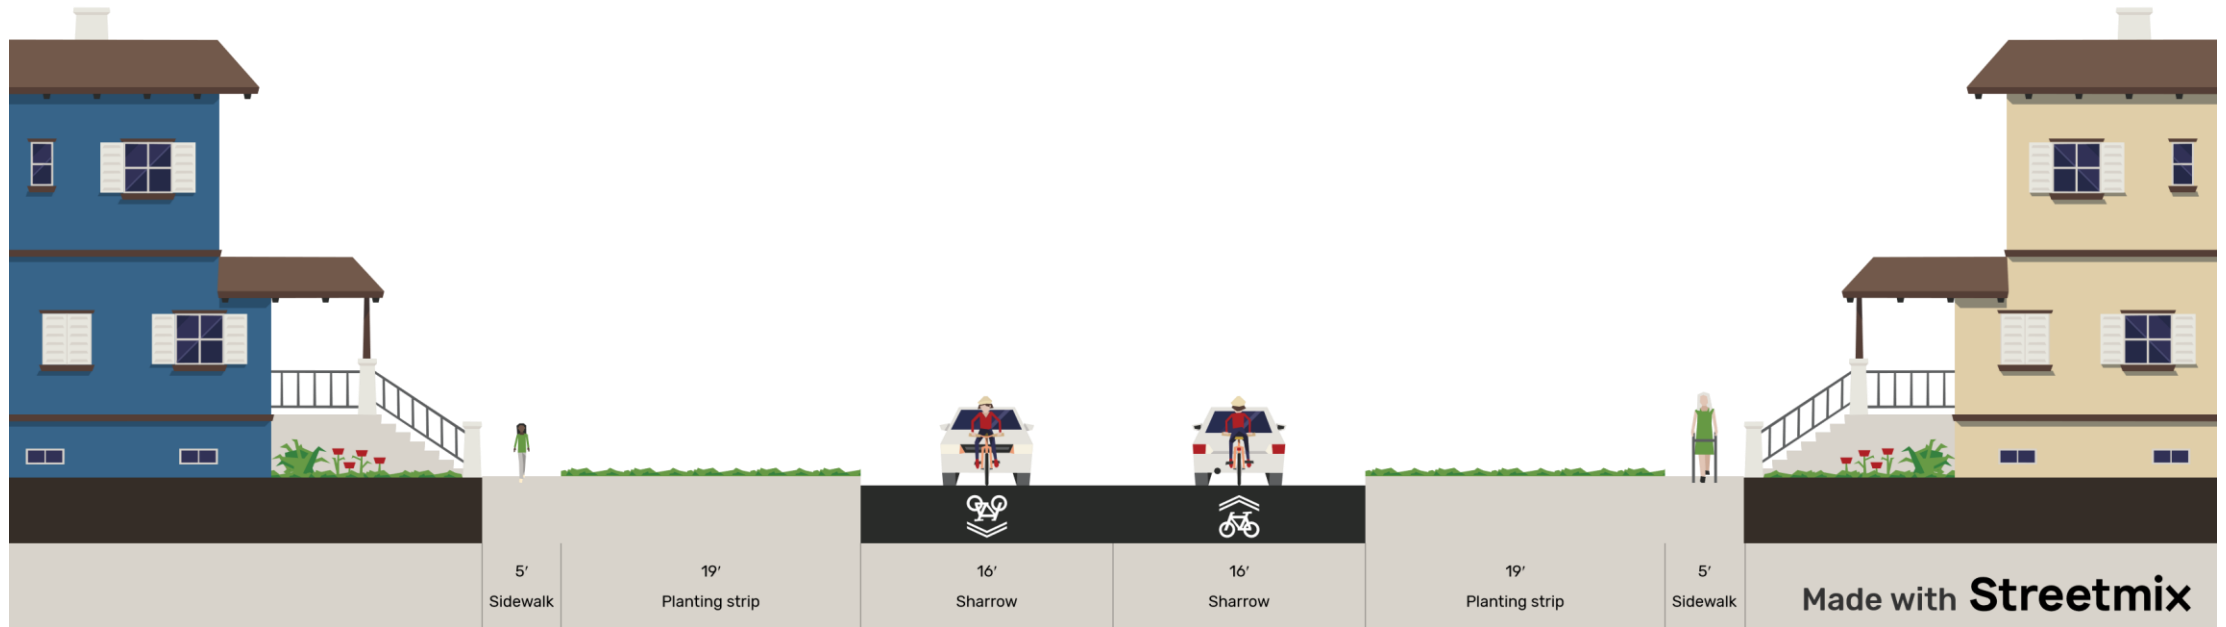 5′
Sidewalk
19′
Planting strip
16′
Sharrow
16′
Sharrow
19′
Planting strip
5′
Sidewalk
Made with Streetmix